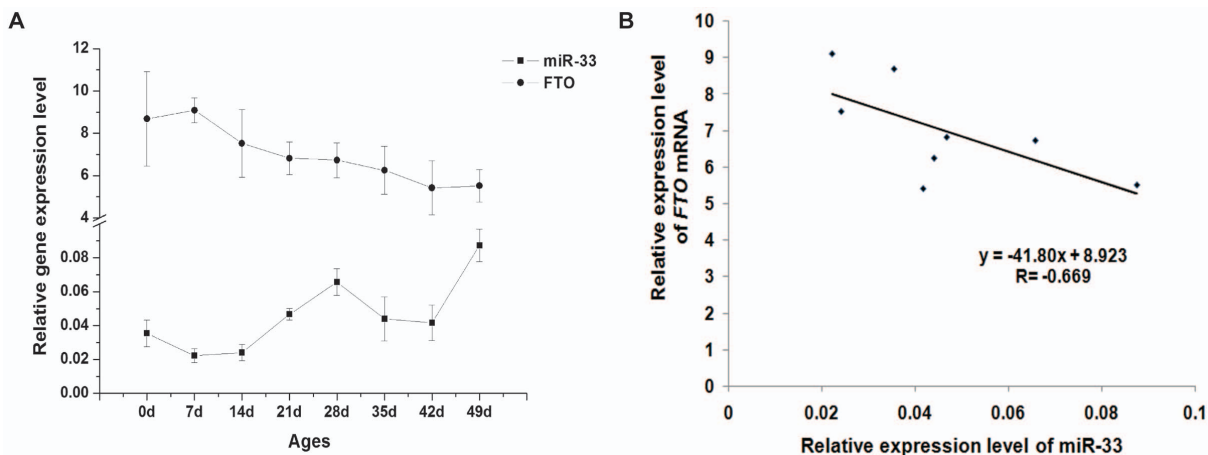 A
12
10
8
6
4
0.08
0.06
0.04
0.02
0.00
Relative gene expression level
0d 7d 14d 21d 28d 35d 42d 49d
Ages
miR-33
FTO
B
10
9
8
7
6
5
4
3
2
1
0
Relative expression level
of FTO mRNA
y = -41.80x + 8.923
R= -0.669
0 0.02 0.04 0.06 0.08 0.1
Relative expression level of miR-33